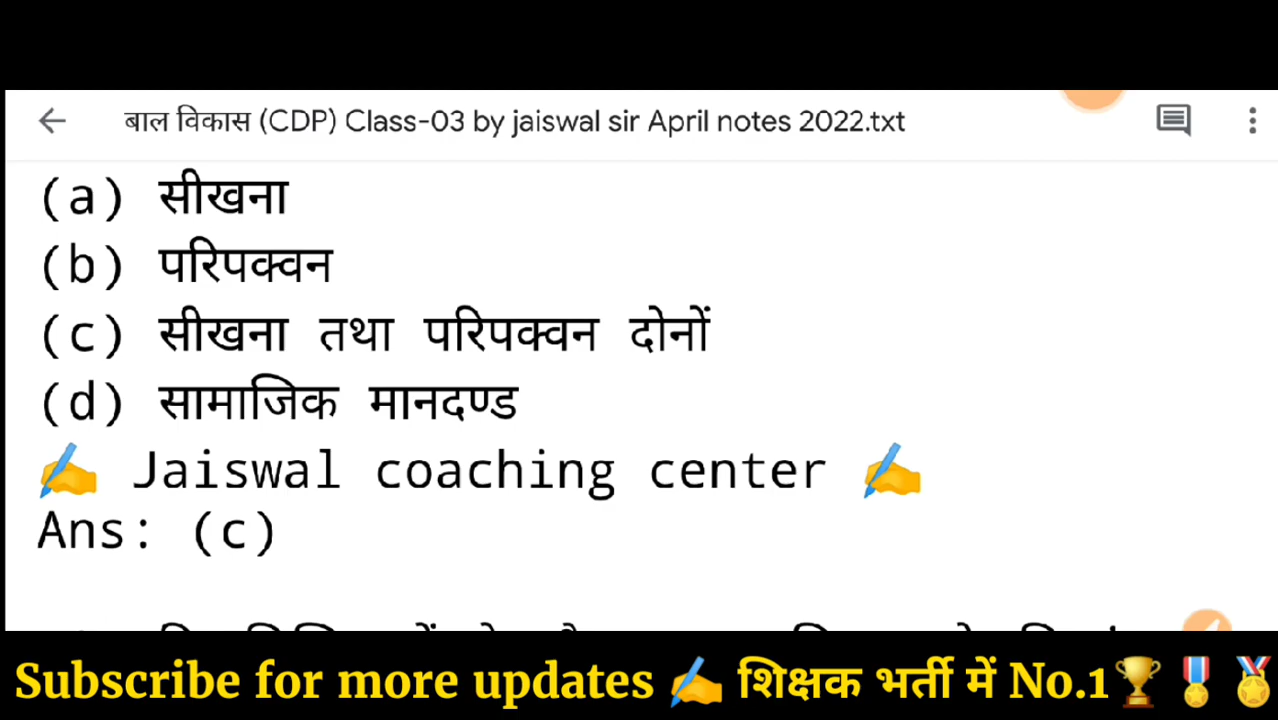 बाल विकास (CDP) Class-03 by jaiswal sir April notes 2022.txt
(a) सीखना
(b) परिपक्वन
(c) सीखना तथा परिपक्वन दोनों
(d) सामाजिक मानदण्ड
✍️ Jaiswal coaching center ✍️
Ans: (c)
Subscribe for more updates ✍️ शिक्षक भर्ती में No.1🏆🎖️🏅